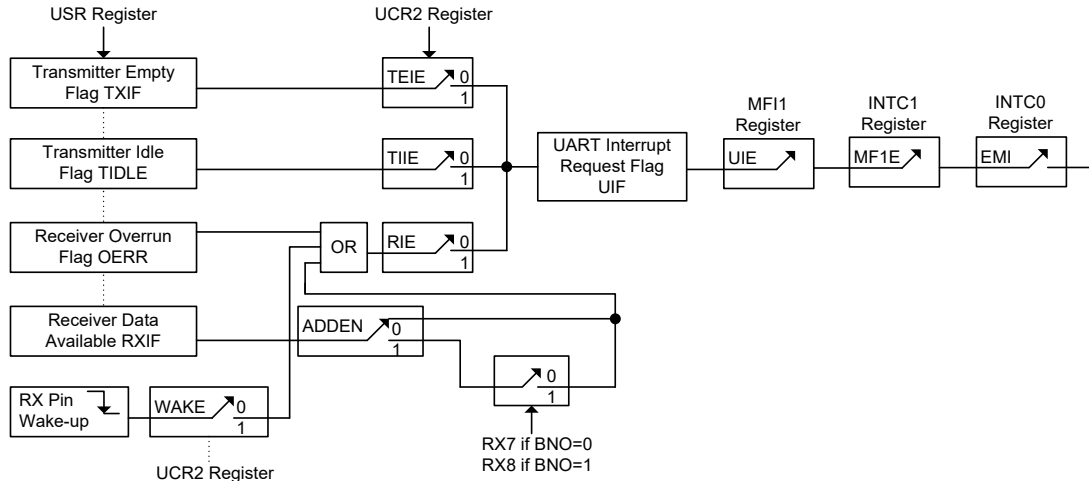 USR Register
UCR2 Register
Transmitter Empty
Flag TXIF
TEIE
0
1
MFI1
Register
INTC1
Register
INTC0
Register
Transmitter Idle
Flag TIDLE
TIIE
0
1
UART Interrupt
Request Flag
UIF
UIE
MF1E
EMI
Receiver Overrun
Flag OERR
OR
RIE
0
1
Receiver Data
Available RXIF
ADDEN
0
1
0
1
RX Pin
Wake-up
WAKE
0
1
RX7 if BNO=0
RX8 if BNO=1
UCR2 Register